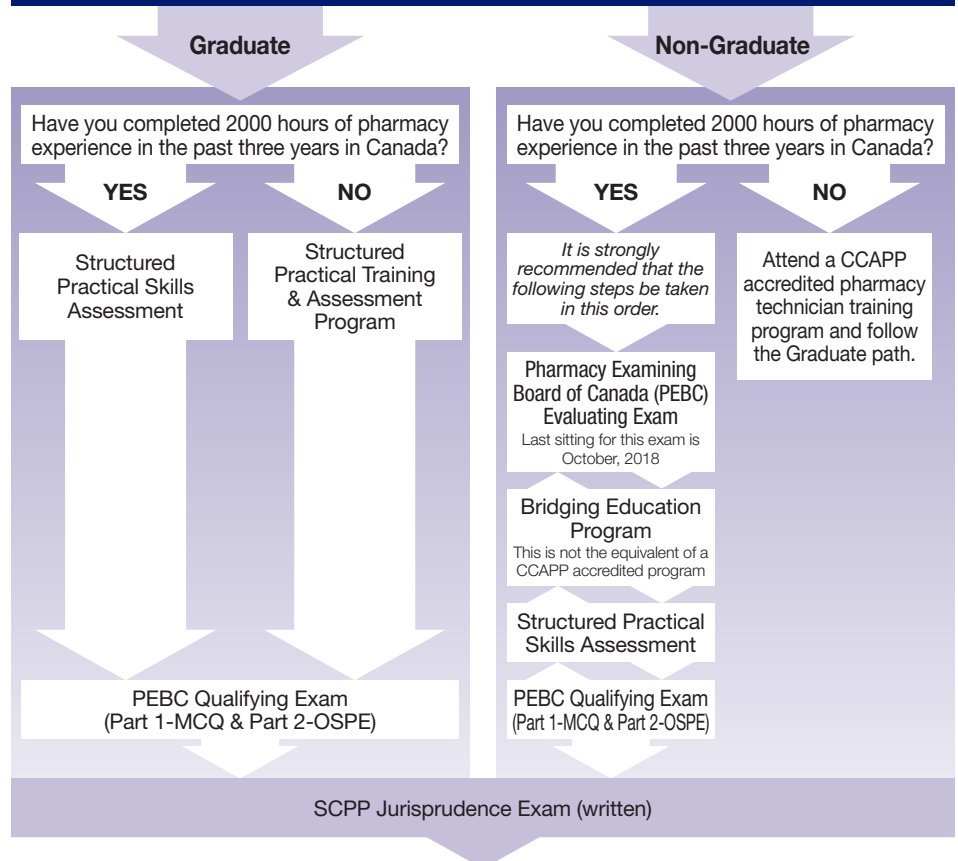 Graduate
Have you completed 2000 hours of pharmacy
experience in the past three years in Canada?
YES
NO
Structured
Practical Skills
Assessment
Structured
Practical Training
& Assessment
Program
PEBC Qualifying Exam
(Part 1-MCQ & Part 2-OSPE)
Non-Graduate
Have you completed 2000 hours of pharmacy
experience in the past three years in Canada?
YES
NO
It is strongly
recommended that the
following steps be taken
in this order.
Attend a CCAPP
accredited pharmacy
technician training
program and follow
the Graduate path.
Pharmacy Examining
Board of Canada (PEBC)
Evaluating Exam
Last sitting for this exam is
October, 2018
Bridging Education
Program
This is not the equivalent of a
CCAPP accredited program
Structured Practical
Skills Assessment
PEBC Qualifying Exam
(Part 1-MCQ & Part 2-OSPE)
SCPP Jurisprudence Exam (written)